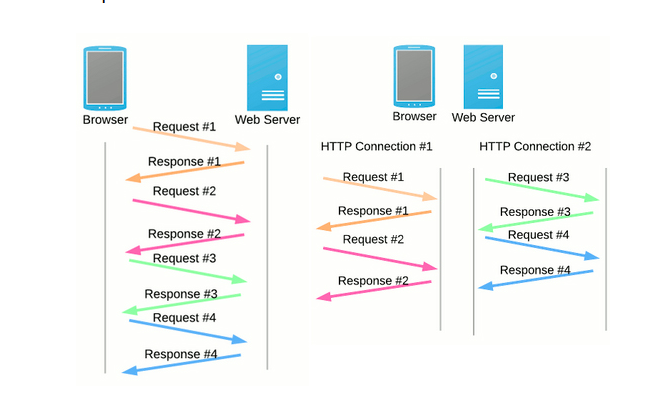 Browser
Web Server
Request #1
Response #1
Request #2
Response #2
Request #3
Response #3
Request #4
Response #4
Browser
Web Server
HTTP Connection #1
Request #1
Response #1
Request #2
Response #2
HTTP Connection #2
Request #3
Response #3
Request #4
Response #4